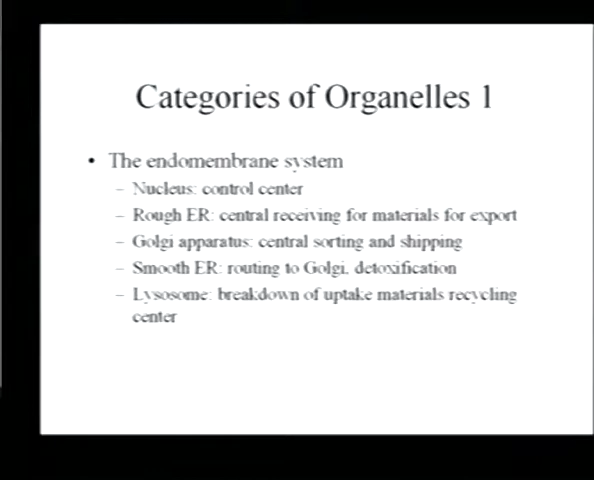 Categories of Organelles 1
• The endomembrane system
– Nucleus: control center
– Rough ER: central receiving for materials for export
– Golgi apparatus: central sorting and shipping
– Smooth ER: routing to Golgi, detoxification
– Lysosome: breakdown of uptake materials recycling
center